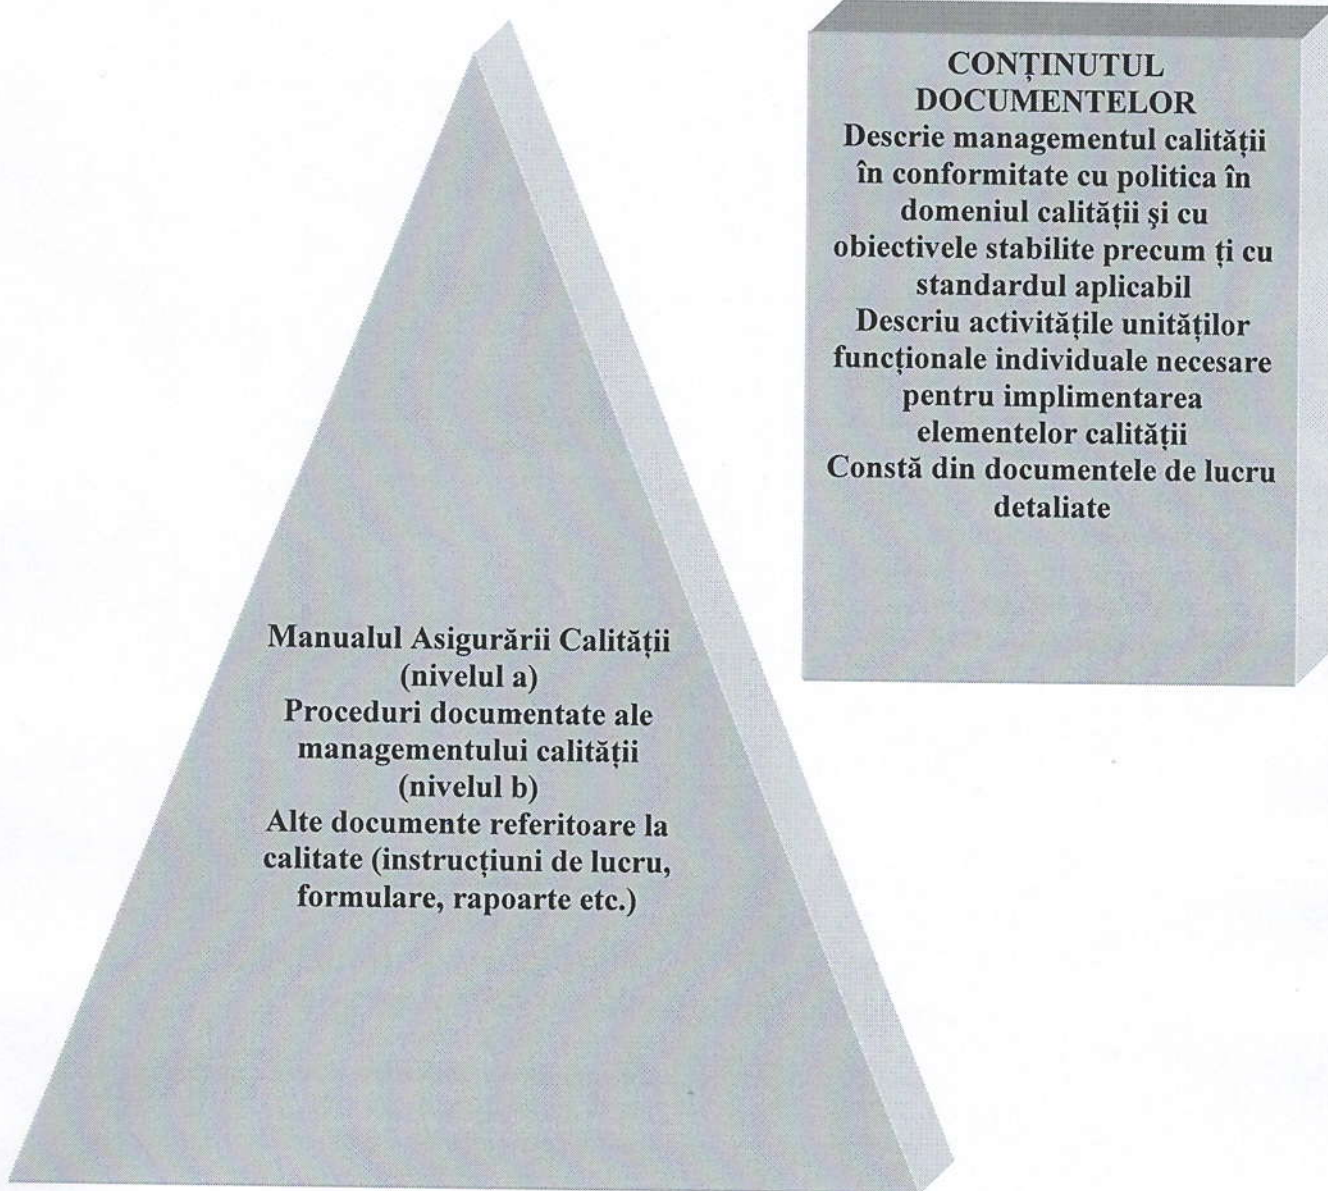 CONȚINUTUL
DOCUMENTELOR
Descrie managementul calității
în conformitate cu politica în
domeniul calității și cu
obiectivele stabilite precum ți cu
standardul aplicabil
Descriu activitățile unităților
funcționale individuale necesare
pentru implimentarea
elementelor calității
Constă din documentele de lucru
detaliate
Manualul Asigurării Calității
(nivelul a)
Proceduri documentate ale
managementului calității
(nivelul b)
Alte documente referitoare la
calitate (instrucțiuni de lucru,
formulare, rapoarte etc.)